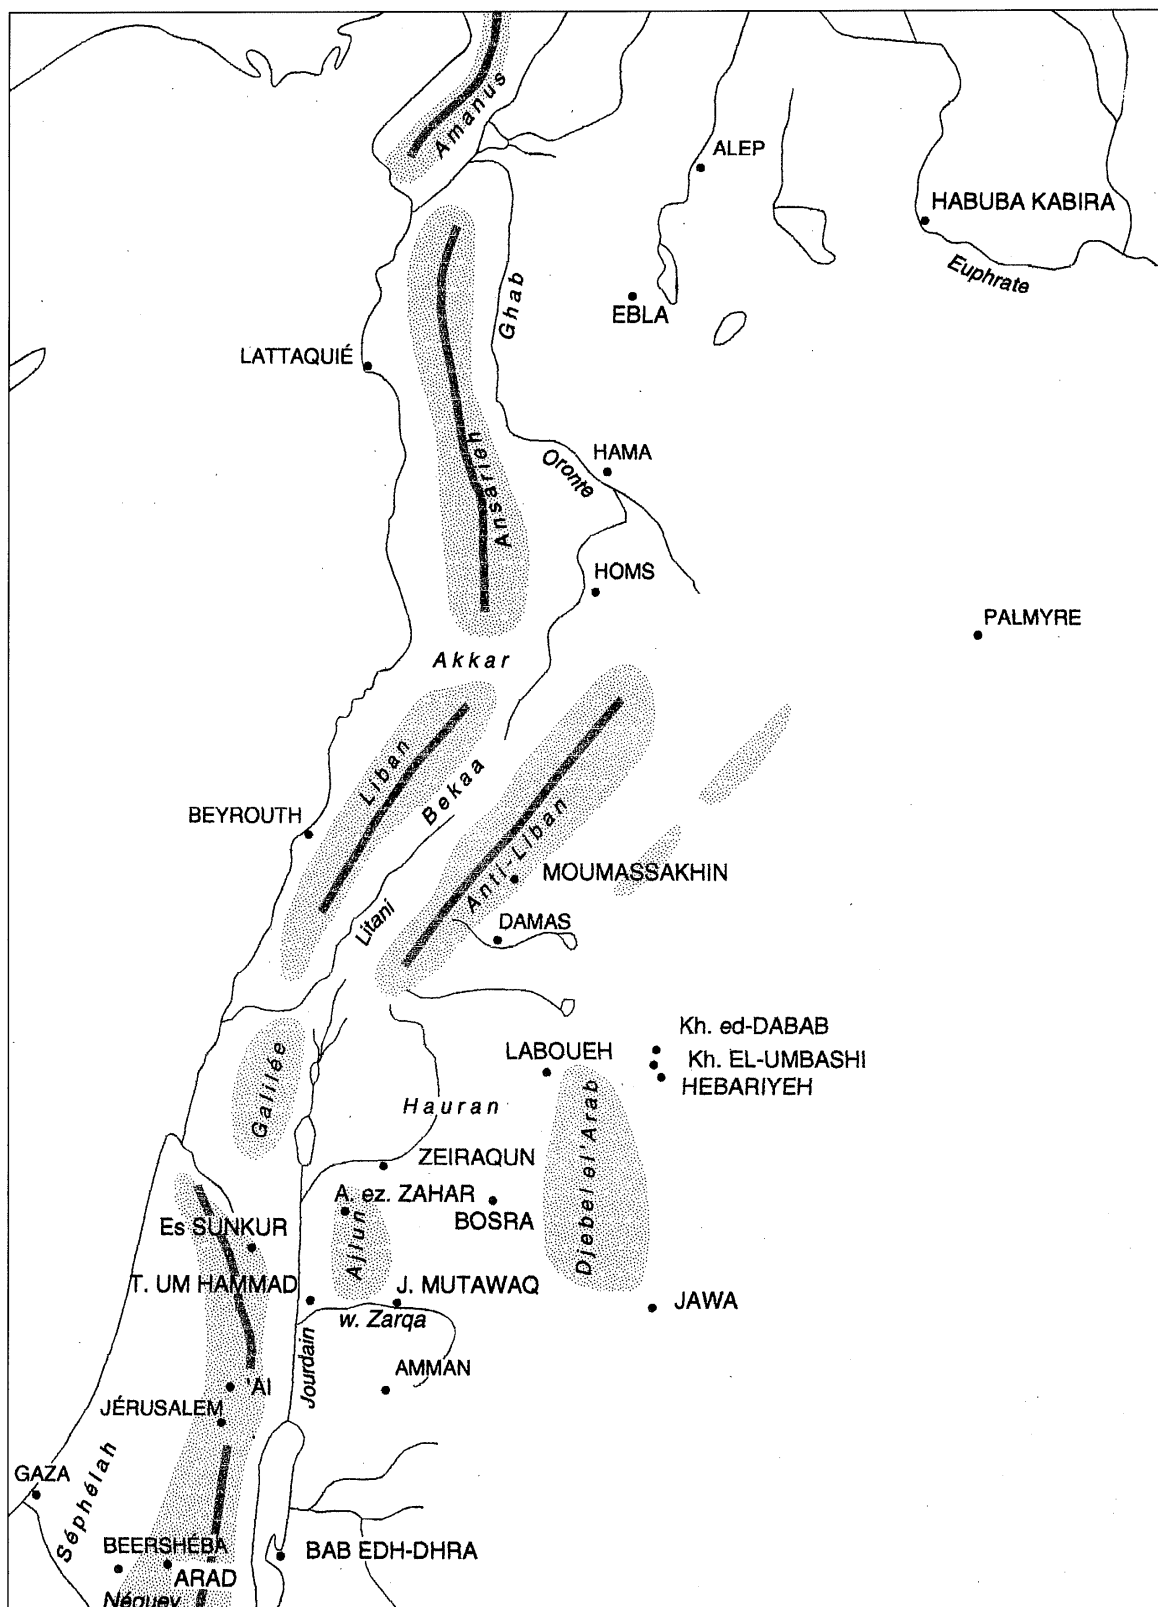 Amanus
ALEP
HABUBA KABIRA
Euphrate
Ghab
EBLA
LATTAQUIÉ
Ansarieh
Oronte
HAMA
HOMS
PALMYRE
Akkar
Liban
Bekaa
BEYROUTH
Anti-Liban
MOUMASSAKHIN
Litani
DAMAS
Kh. ed-DABAB
LABOUEH
Kh. EL-UMBASHI
HEBARIYEH
Galilée
Hauran
Djebel el'Arab
ZEIRAQUN
A. ez. ZAHAR
BOSRA
Es SUNKUR
Ajlun
T. UM HAMMAD
J. MUTAWAQ
JAWA
w. Zarqa
Jourdain
AMMAN
'AI
JÉRUSALEM
GAZA
Séphélah
BEERSHÉBA
BAB EDH-DHRA
ARAD
Néguev